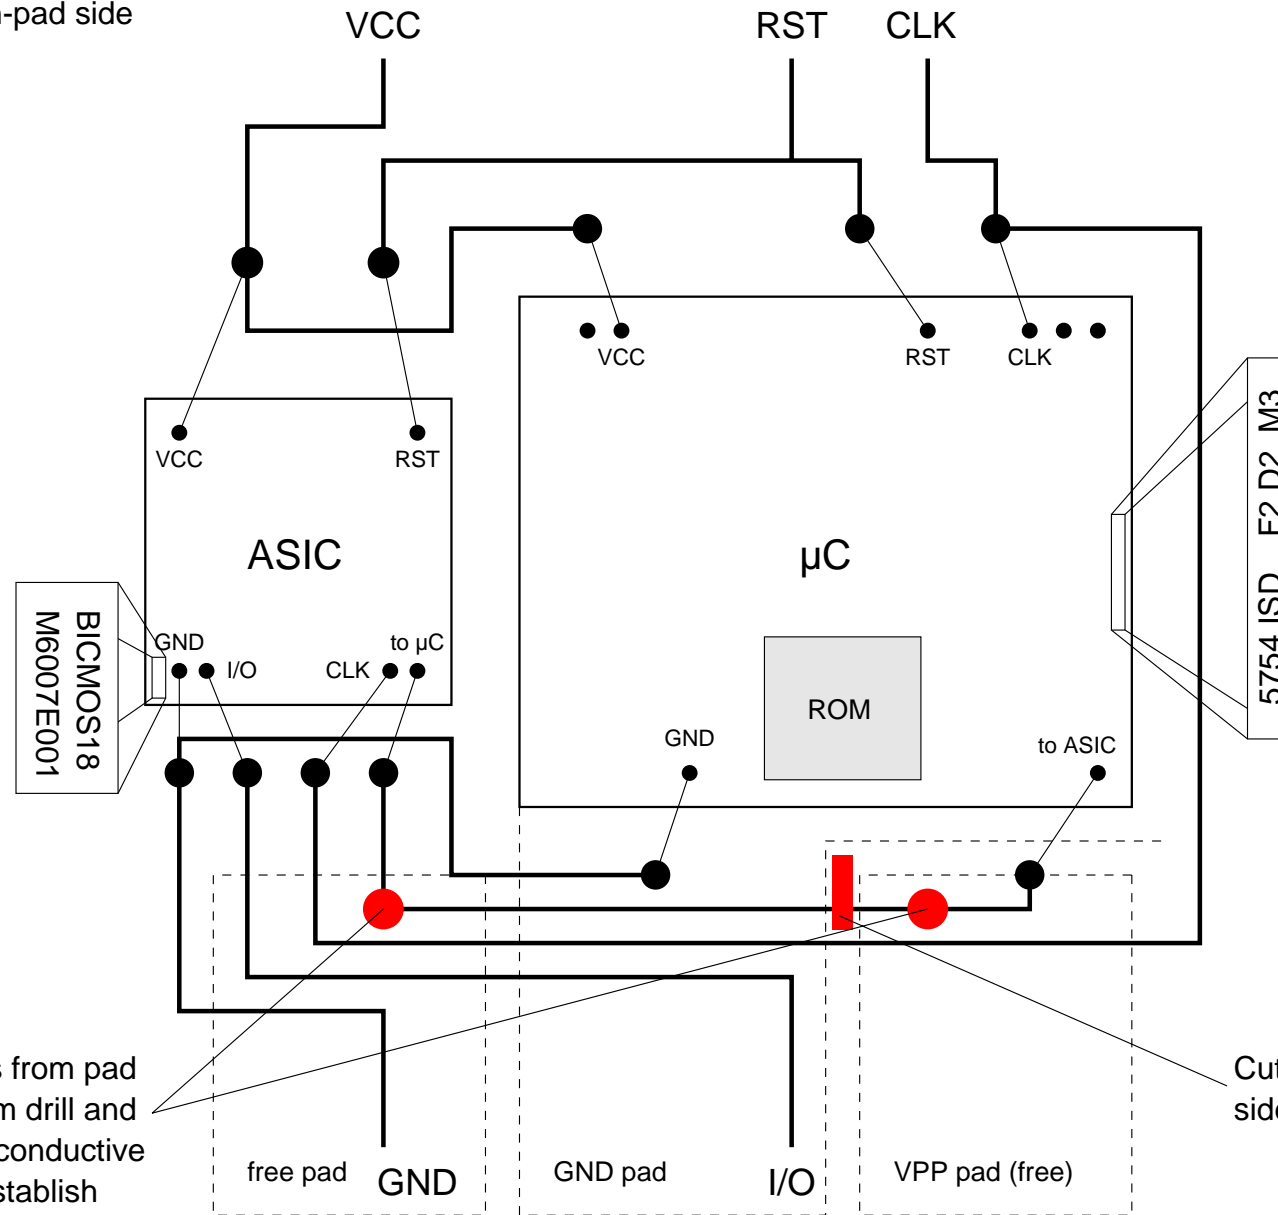 -pad side
VCC
RST
CLK
VCC
RST
CLK
VCC
RST
ASIC
µC
M3
F2 D2
5754 ISD
GND
I/O
CLK
to µC
BICMOS18
M6007E001
ROM
GND
to ASIC
from pad
drill and
conductive
Cut
side
free pad
GND
GND pad
I/O
VPP pad (free)